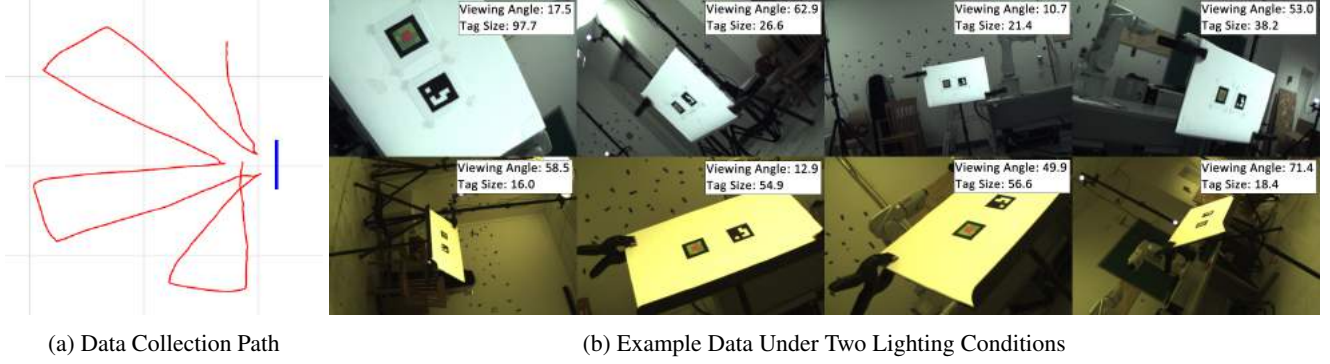 Viewing Angle: 17.5
Tag Size: 97.7
Viewing Angle: 62.9
Tag Size: 26.6
Viewing Angle: 10.7
Tag Size: 21.4
Viewing Angle: 53.0
Tag Size: 38.2
Viewing Angle: 58.5
Tag Size: 16.0
Viewing Angle: 12.9
Tag Size: 54.9
Viewing Angle: 49.9
Tag Size: 56.6
Viewing Angle: 71.4
Tag Size: 18.4
(a) Data Collection Path
(b) Example Data Under Two Lighting Conditions